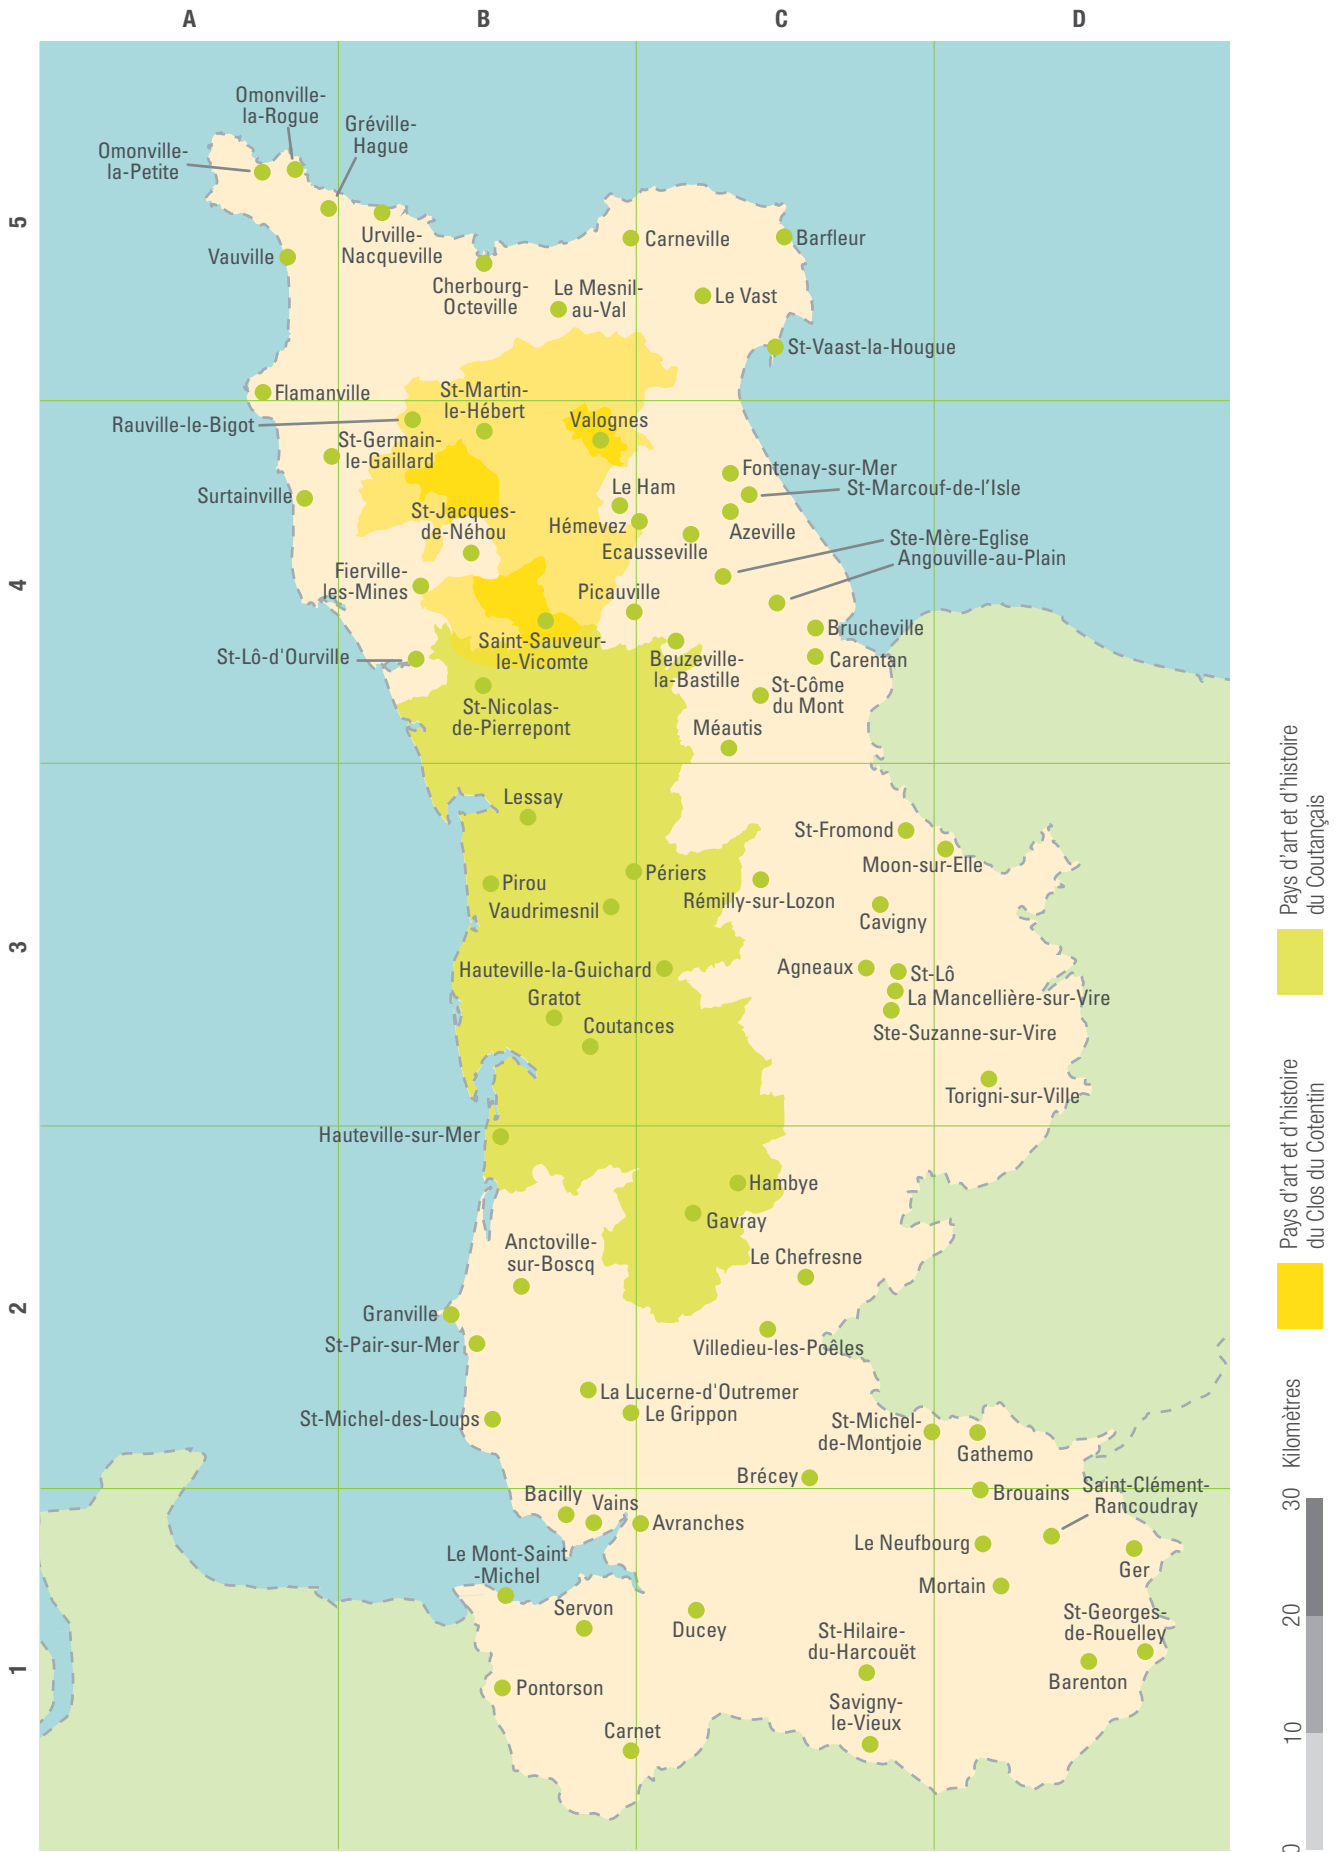 A
B
C
D
Omonville-
la-Rogue
Gréville-
Hague
Omonville-
la-Petite
5
Urville-
Nacqueville
Carneville
Barfleur
Vauville
Cherbourg-
Octeville
Le Mesnil-
au-Val
Le Vast
St-Vaast-la-Hougue
Flamanville
St-Martin-
le-Hébert
Rauville-le-Bigot
Valognes
St-Germain-
le-Gaillard
Fontenay-sur-Mer
St-Marcouf-de-l'Isle
Surtainville
Le Ham
St-Jacques-
de-Néhou
Hémevez
Azeville
Ecausseville
Ste-Mère-Eglise
Angouville-au-Plain
4
Fierville-
les-Mines
Picauville
Brucheville
Saint-Sauveur-
le-Vicomte
St-Lô-d'Ourville
Beuzeville-
la-Bastille
Carentan
St-Côme
du Mont
St-Nicolas-
de-Pierrepont
Méautis
Lessay
St-Fromond
Moon-sur-Elle
Pirou
Périers
Rémilly-sur-Lozon
Vaudrimesnil
Cavigny
3
Hauteville-la-Guichard
Agneaux
St-Lô
La Mancellière-sur-Vire
Gratot
Coutances
Ste-Suzanne-sur-Vire
Torigni-sur-Ville
Hauteville-sur-Mer
Hambye
Gavray
Anctoville-
sur-Boscq
Le Chefresne
2
Granville
St-Pair-sur-Mer
Villedieu-les-Poêles
La Lucerne-d'Outremer
Le Grippon
St-Michel-des-Loups
St-Michel-
de-Montjoie
Gathemo
Brécey
Bacilly
Vains
Brouains
Saint-Clément-
Rancoudray
Avranches
Le Neufbourg
Le Mont-Saint
-Michel
Ger
Mortain
Servon
Ducey
St-Georges-
de-Rouelley
St-Hilaire-
du-Harcouët
1
Pontorson
Barenton
Savigny-
le-Vieux
Carnet
Pays d'art et d'histoire
du Coutançais
Pays d'art et d'histoire
du Clos du Cotentin
Kilomètres
30
20
10
0